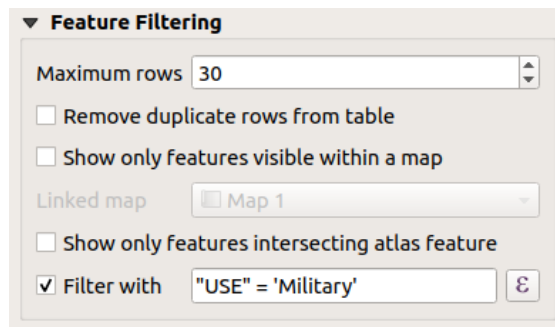 Feature Filtering
Maximum rows 30
Remove duplicate rows from table
Show only features visible within a map
Linked map Map 1
Show only features intersecting atlas feature
Filter with "USE" = 'Military' ε